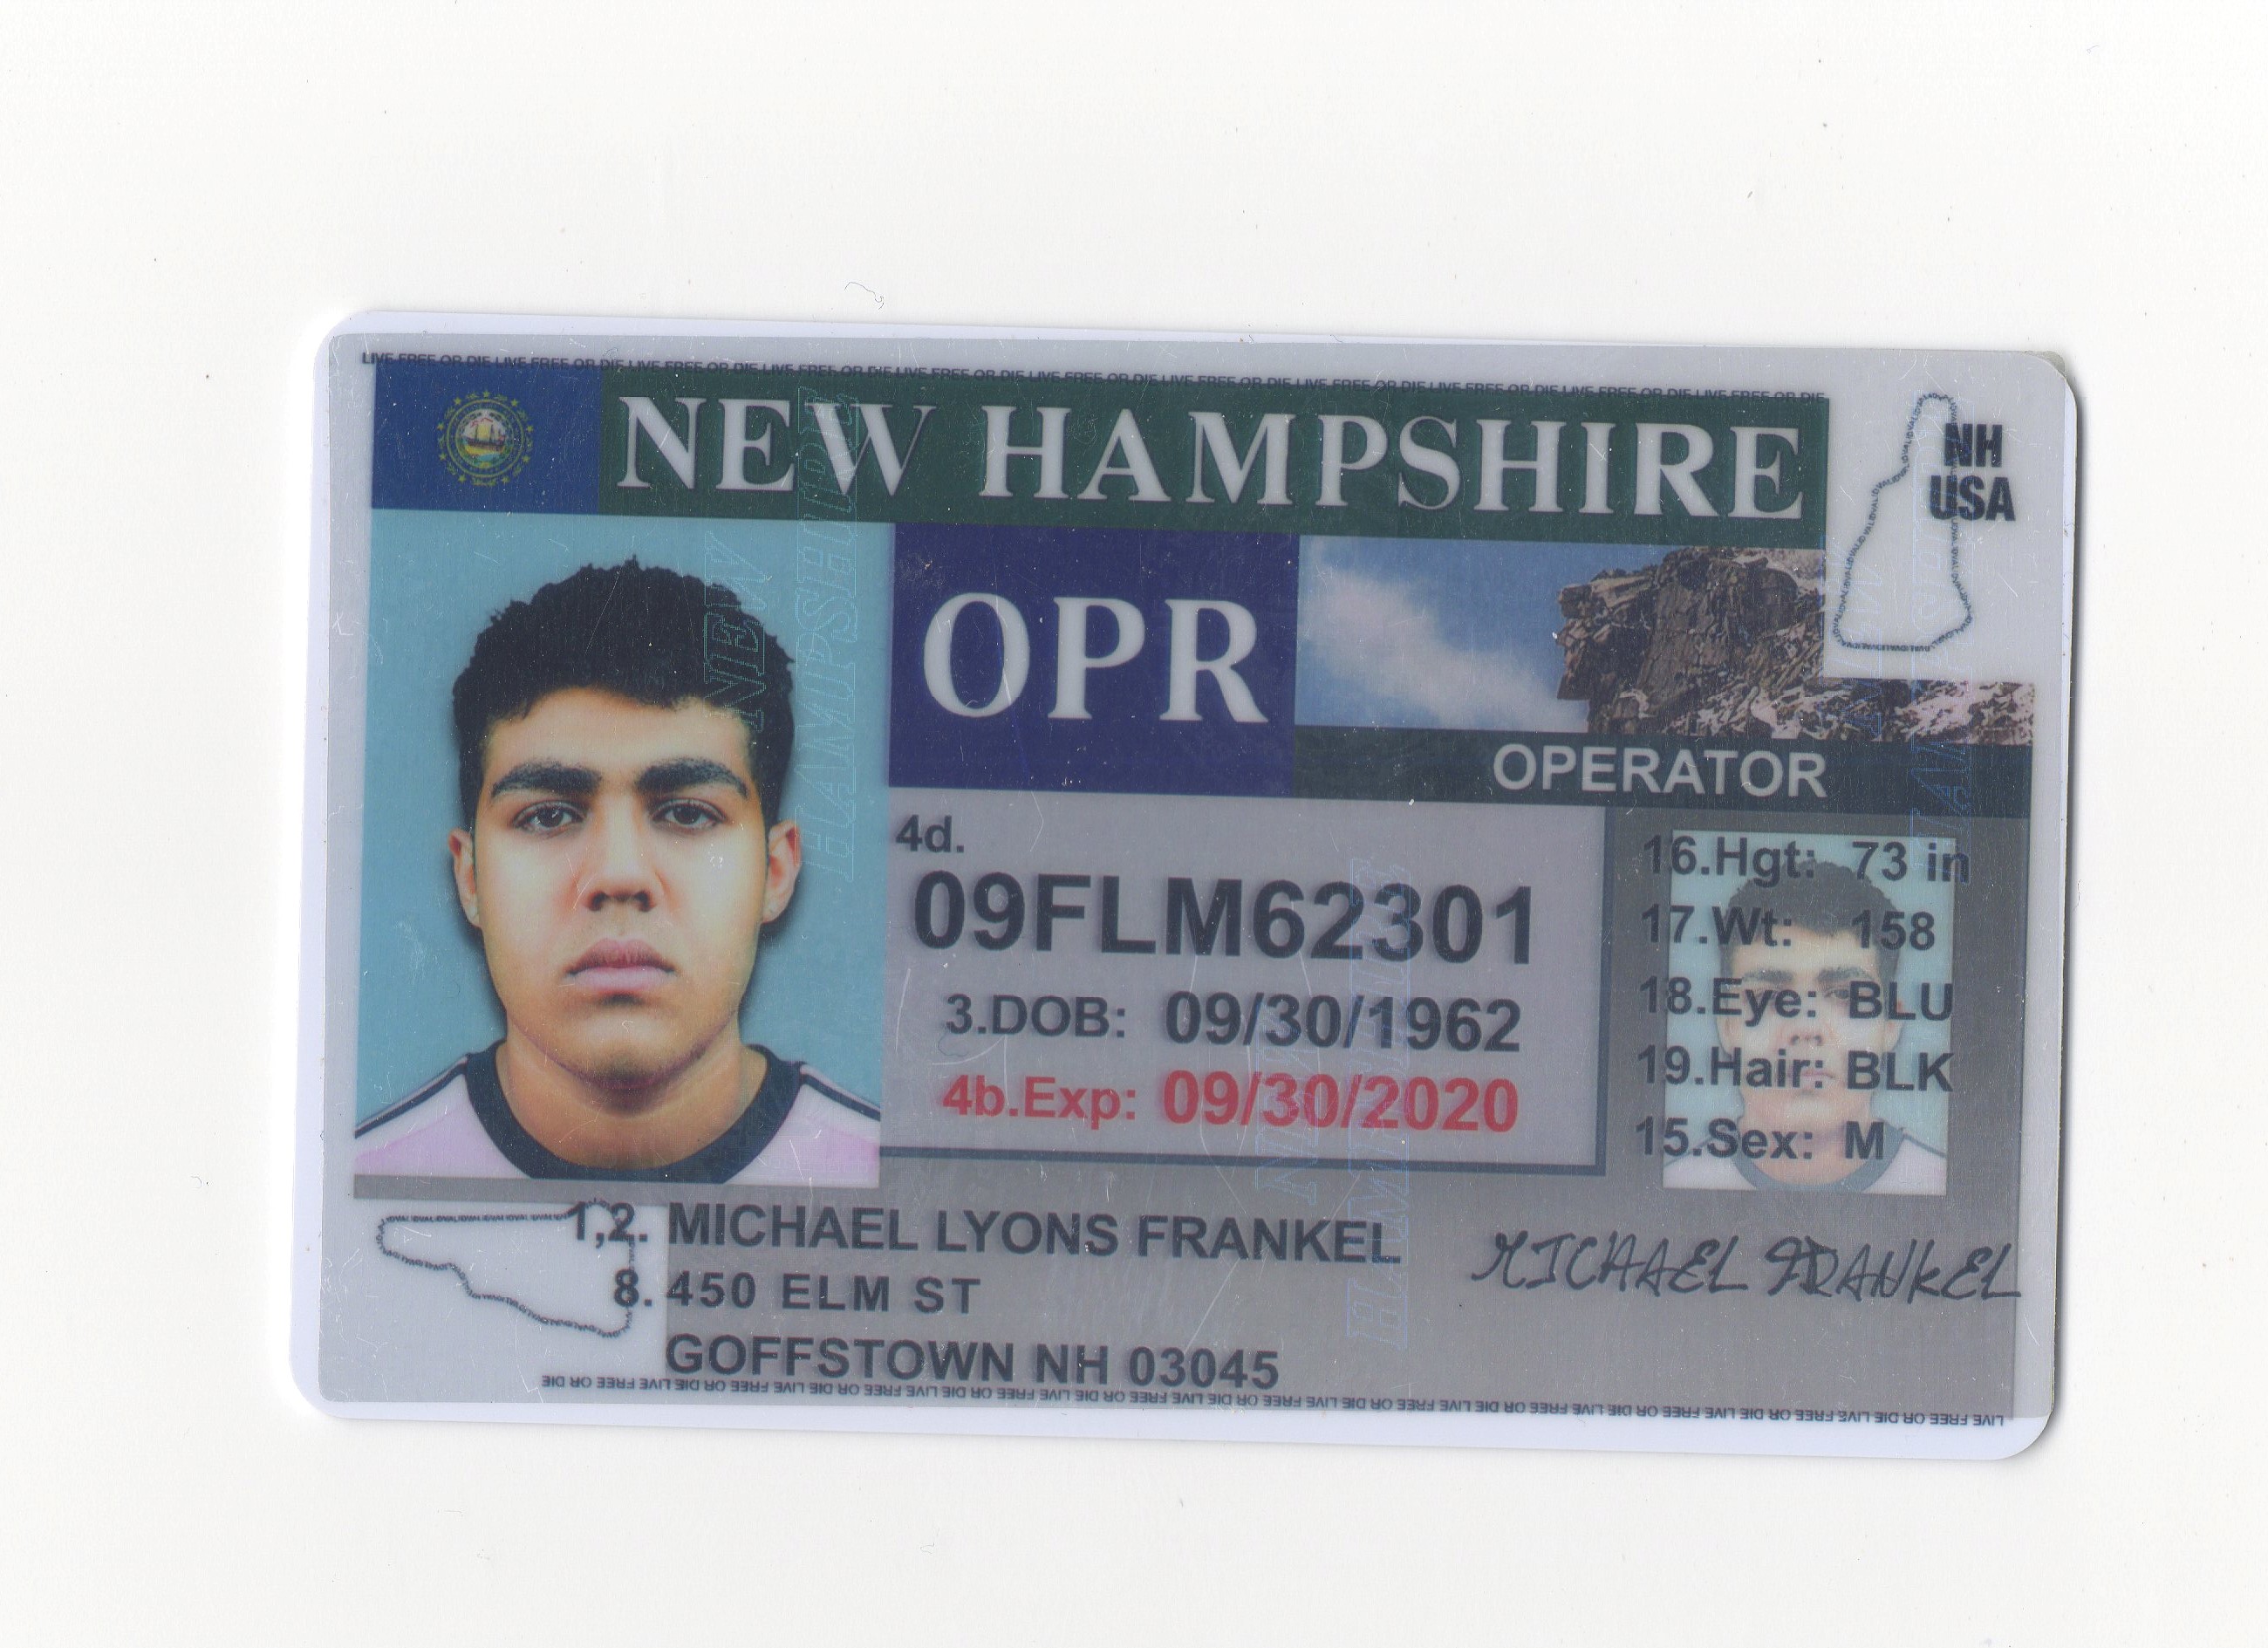 LIVE FREE OR DIE LIVE FREE OR DIE LIVE FREE OR DIE LIVE FREE OR DIE LIVE FREE OR DIE LIVE FREE OR DIE LIVE FREE OR DIE LIVE FREE OR DIE LIVE FREE OR DIE LIVE FREE OR DIE LIVE FREE OR DIE
NEW HAMPSHIRE
NH
USA
OPR
OPERATOR
4d.
09FLM62301
3.DOB: 09/30/1962
4b.Exp: 09/30/2020
16.Hgt: 73 in
17.Wt: 158
18.Eye: BLU
19.Hair: BLK
15.Sex: M
1,2. MICHAEL LYONS FRANKEL
8. 450 ELM ST
GOFFSTOWN NH 03045
MICHAEL FRANKEL
LIVE FREE OR DIE LIVE FREE OR DIE LIVE FREE OR DIE LIVE FREE OR DIE LIVE FREE OR DIE LIVE FREE OR DIE LIVE FREE OR DIE LIVE FREE OR DIE LIVE FREE OR DIE LIVE FREE OR DIE LIVE FREE OR DIE
NEW HAMPSHIRE
NEW HAMPSHIRE
NEW HAMPSHIRE